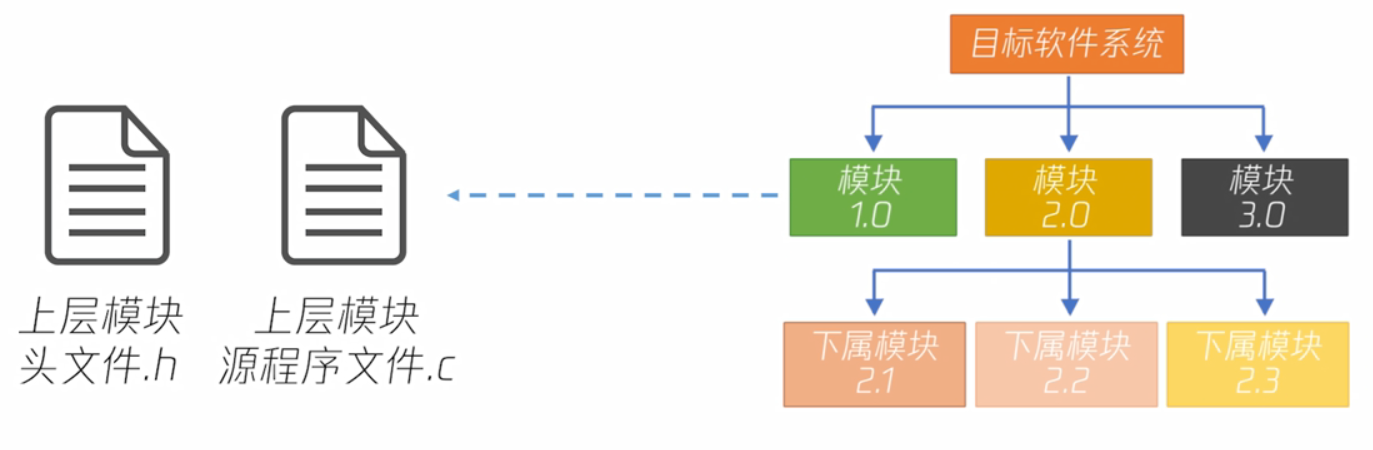 目标软件系统
模块
1.0
模块
2.0
模块
3.0
上层模块
头文件.h
上层模块
源程序文件.c
下属模块
2.1
下属模块
2.2
下属模块
2.3